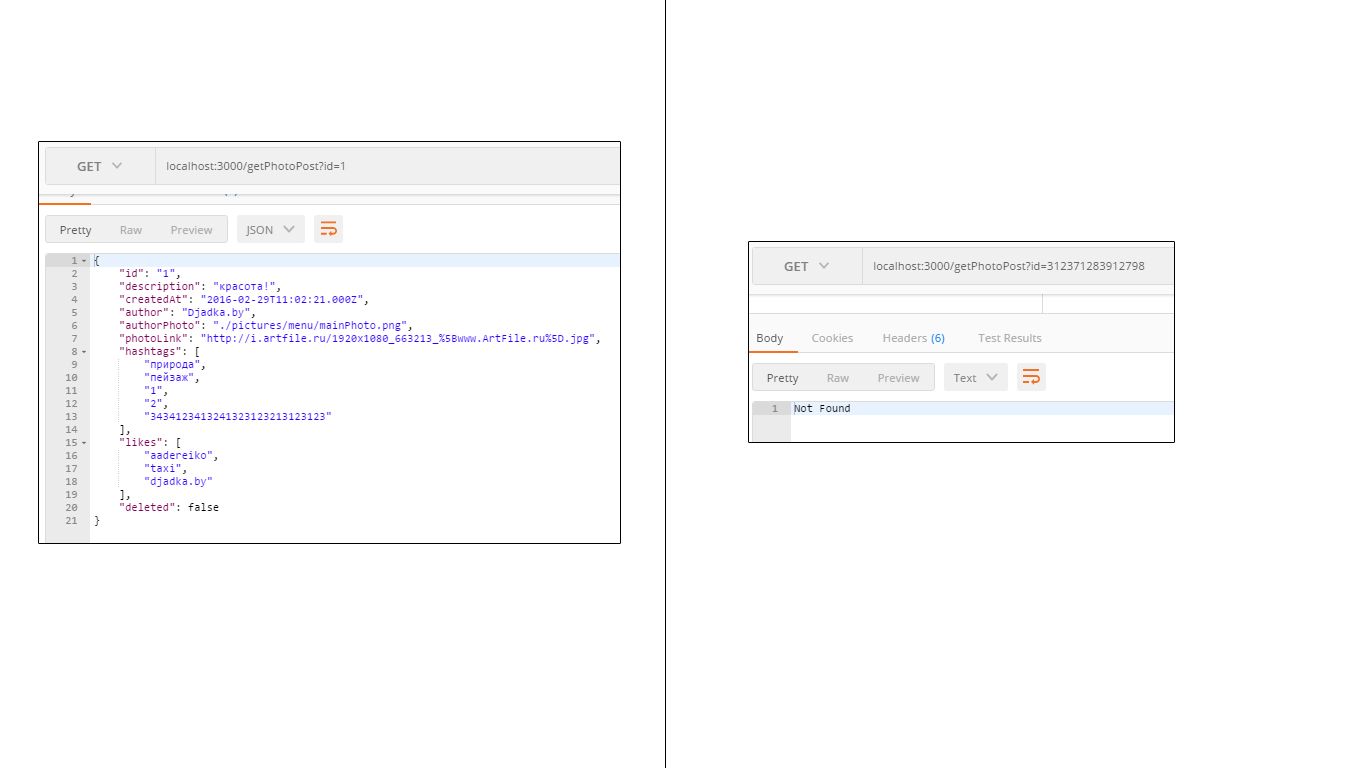 GET localhost:3000/getPhotoPost?id=1
Pretty Raw Preview JSON
1 {
2 "id": "1",
3 "description": "красота!",
4 "createdAt": "2016-02-29T11:02:21.000Z",
5 "author": "Djadka.by",
6 "authorPhoto": "./pictures/menu/mainPhoto.png",
7 "photoLink": "http://i.artfile.ru/1920x1080_663213_%5Bwww.ArtFile.ru%5D.jpg",
8 "hashtags": [
9 "природа",
10 "пейзаж",
11 "1",
12 "2",
13 "3434123413241323123213123123"
14 ],
15 "likes": [
16 "aadereiko",
17 "taxi",
18 "djadka.by"
19 ],
20 "deleted": false
21 }
GET localhost:3000/getPhotoPost?id=312371283912798
Body Cookies Headers (6) Test Results
Pretty Raw Preview Text
1 Not Found